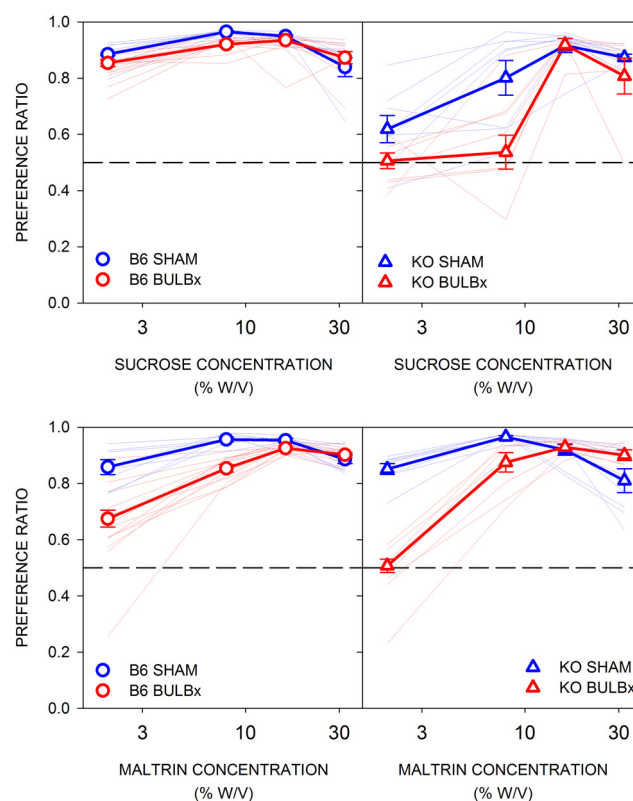 PREFERENCE RATIO
1.0
0.8
0.6
0.4
0.2
0.0
B6 SHAM
B6 BULBx
KO SHAM
KO BULBx
3 10 30
3 10 30
SUCROSE CONCENTRATION
(% W/V)
SUCROSE CONCENTRATION
(% W/V)
PREFERENCE RATIO
1.0
0.8
0.6
0.4
0.2
0.0
B6 SHAM
B6 BULBx
KO SHAM
KO BULBx
3 10 30
3 10 30
MALTRIN CONCENTRATION
(% W/V)
MALTRIN CONCENTRATION
(% W/V)